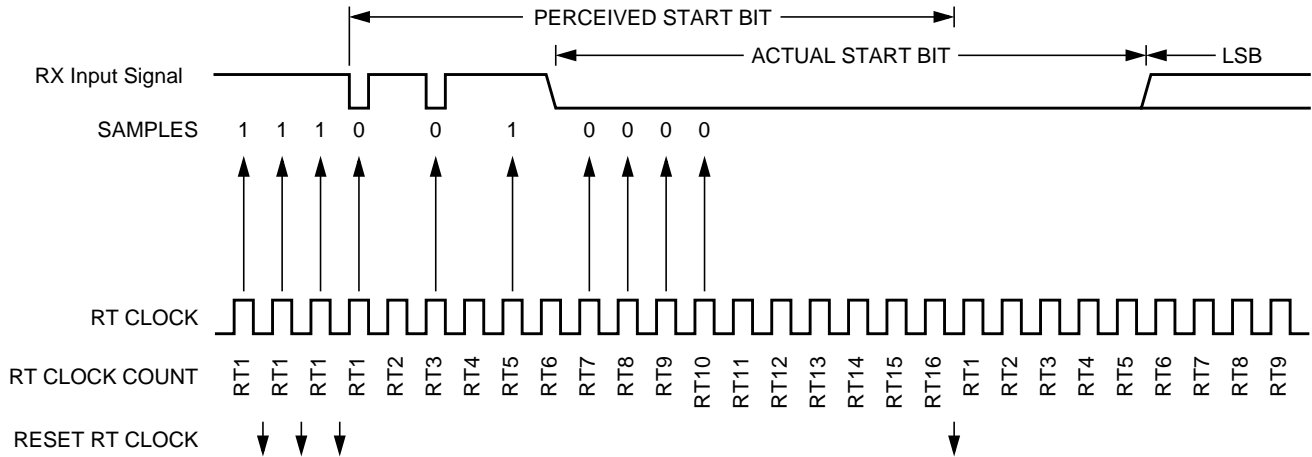 PERCEIVED START BIT
ACTUAL START BIT LSB
RX Input Signal
SAMPLES 1 1 1 0 0 1 0 0 0 0
RT CLOCK
RT CLOCK COUNT RT1 RT1 RT1 RT1 RT2 RT3 RT4 RT5 RT6 RT7 RT8 RT9 RT10 RT11 RT12 RT13 RT14 RT15 RT16 RT1 RT2 RT3 RT4 RT5 RT6 RT7 RT8 RT9
RESET RT CLOCK